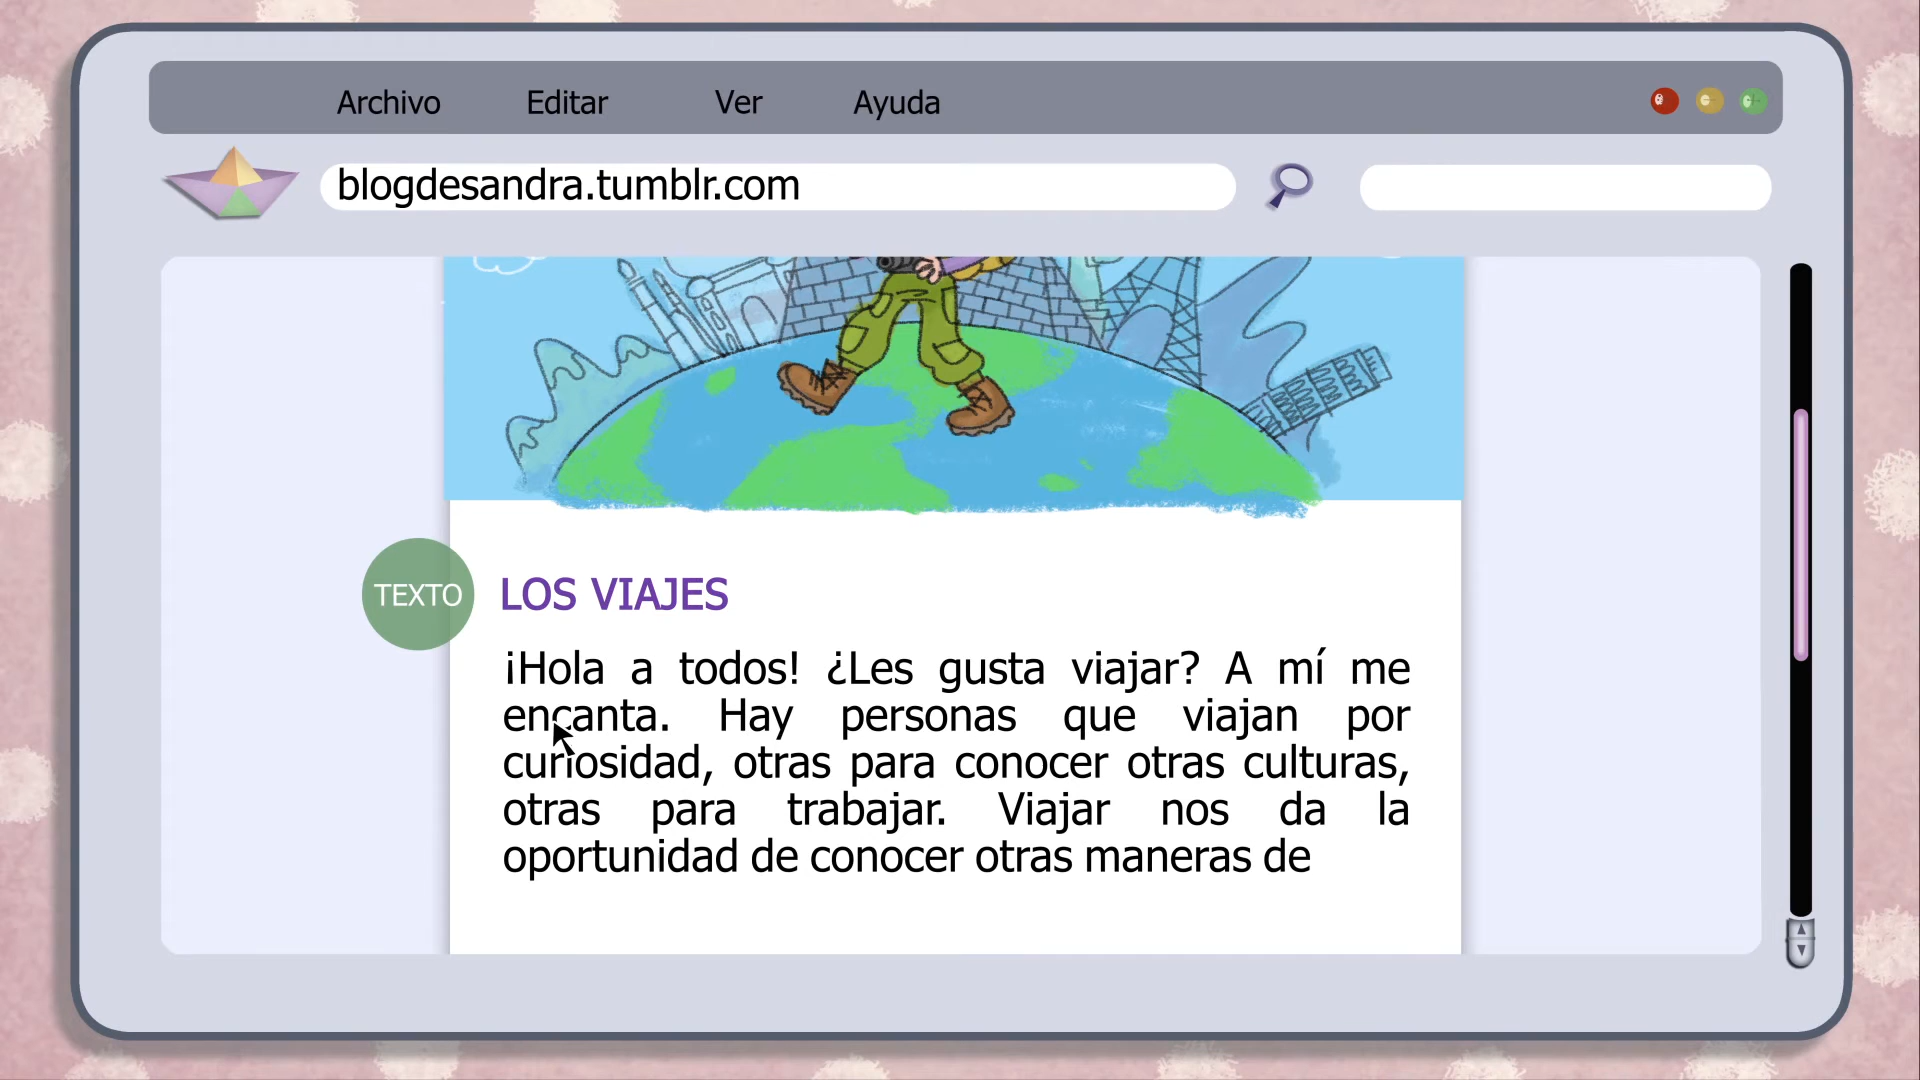 Archivo Editar Ver Ayuda
blogdesandra.tumblr.com
TEXTO
LOS VIAJES
¡Hola a todos! ¿Les gusta viajar? A mí me
encanta. Hay personas que viajan por
curiosidad, otras para conocer otras culturas,
otras para trabajar. Viajar nos da la
oportunidad de conocer otras maneras de